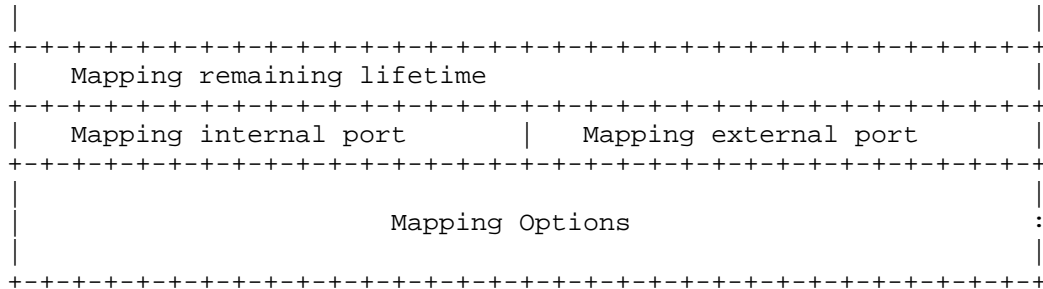 |                                                               |
+-+-+-+-+-+-+-+-+-+-+-+-+-+-+-+-+-+-+-+-+-+-+-+-+-+-+-+-+-+-+-+-+
|   Mapping remaining lifetime                                  |
+-+-+-+-+-+-+-+-+-+-+-+-+-+-+-+-+-+-+-+-+-+-+-+-+-+-+-+-+-+-+-+-+
|   Mapping internal port       |   Mapping external port       |
+-+-+-+-+-+-+-+-+-+-+-+-+-+-+-+-+-+-+-+-+-+-+-+-+-+-+-+-+-+-+-+-+
|                                                               |
|                       Mapping Options                         :
|                                                               |
+-+-+-+-+-+-+-+-+-+-+-+-+-+-+-+-+-+-+-+-+-+-+-+-+-+-+-+-+-+-+-+-+